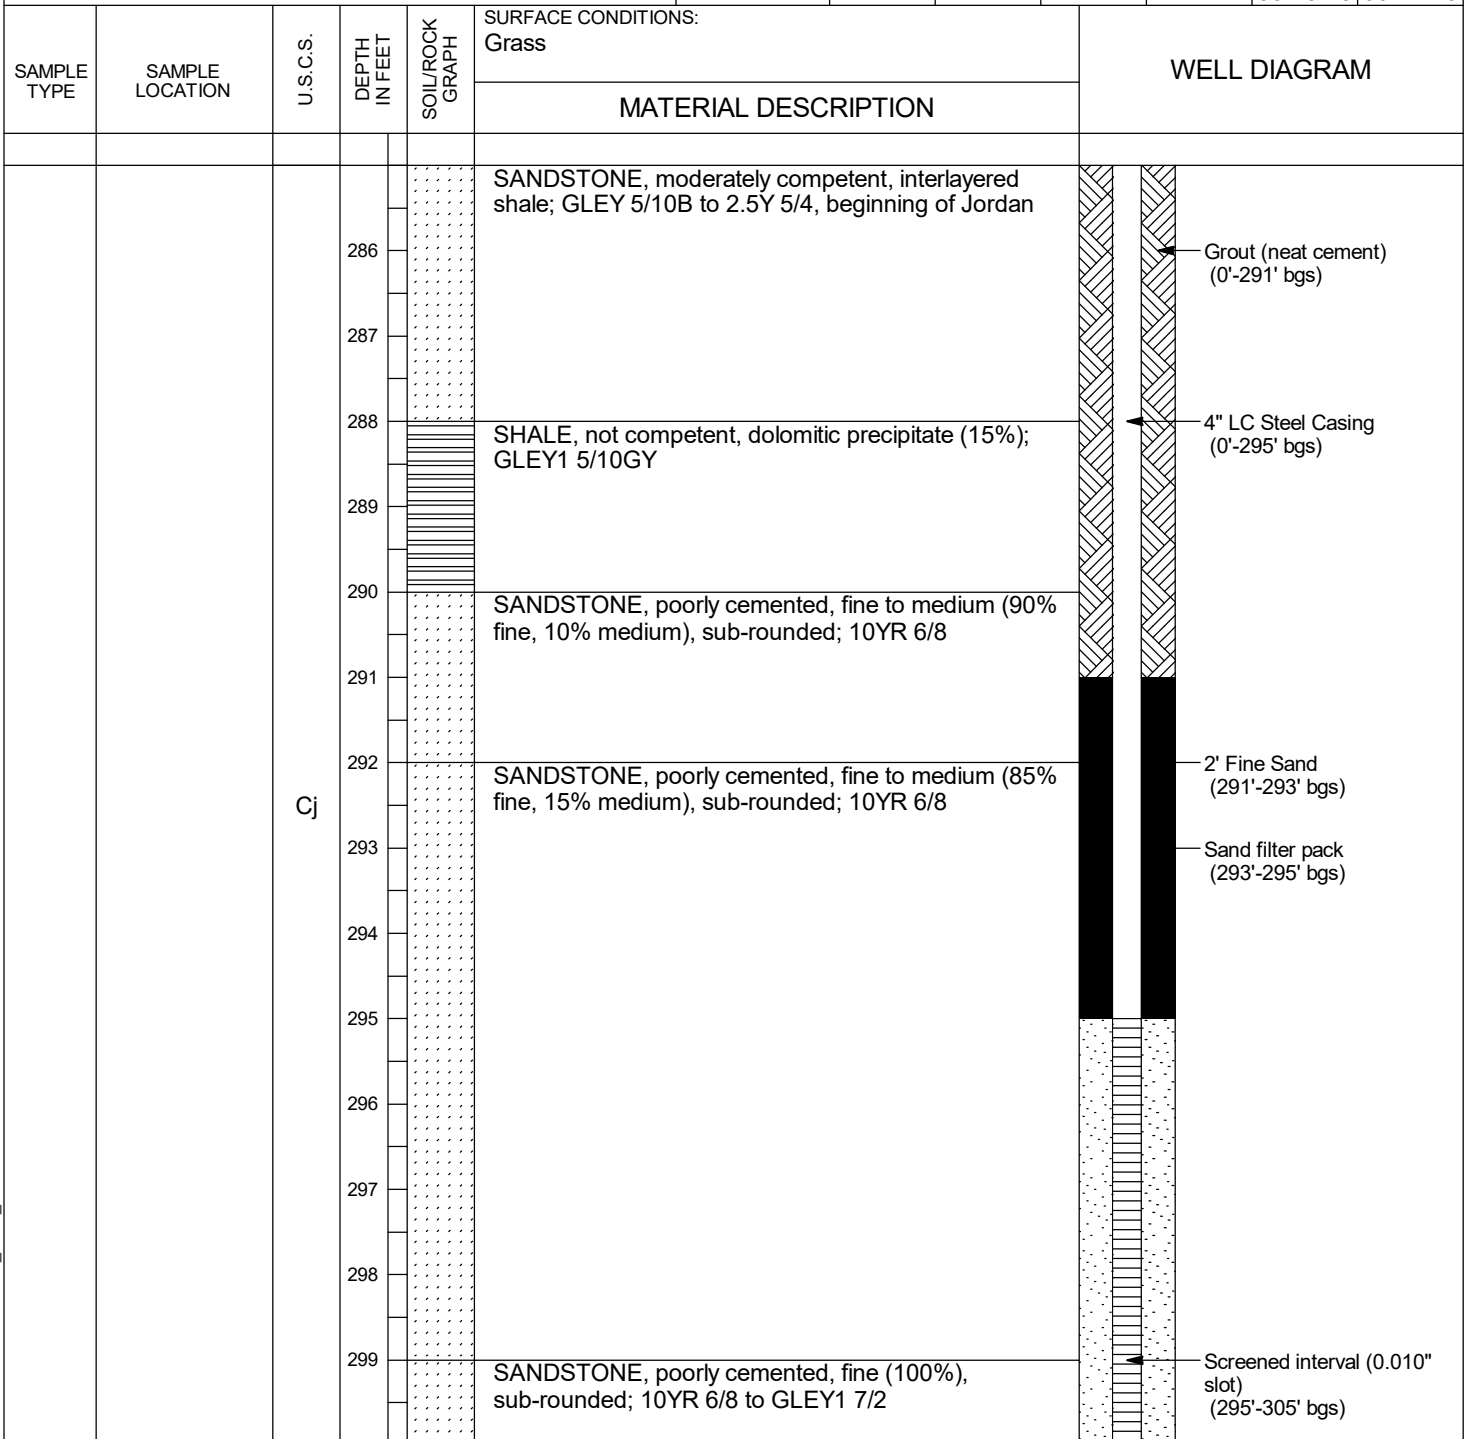 SAMPLE
TYPE
SAMPLE
LOCATION
U.S.C.S.
DEPTH
IN FEET
SOIL/ROCK
GRAPH
SURFACE CONDITIONS:
Grass
MATERIAL DESCRIPTION
WELL DIAGRAM
SANDSTONE, moderately competent, interlayered
shale; GLEY 5/10B to 2.5Y 5/4, beginning of Jordan
286
Grout (neat cement)
(0'-291' bgs)
287
288
SHALE, not competent, dolomitic precipitate (15%);
GLEY1 5/10GY
4" LC Steel Casing
(0'-295' bgs)
289
290
SANDSTONE, poorly cemented, fine to medium (90%
fine, 10% medium), sub-rounded; 10YR 6/8
291
292
SANDSTONE, poorly cemented, fine to medium (85%
fine, 15% medium), sub-rounded; 10YR 6/8
2' Fine Sand
(291'-293' bgs)
Cj
293
Sand filter pack
(293'-295' bgs)
294
295
296
297
298
299
SANDSTONE, poorly cemented, fine (100%),
sub-rounded; 10YR 6/8 to GLEY1 7/2
Screened interval (0.010"
slot)
(295'-305' bgs)